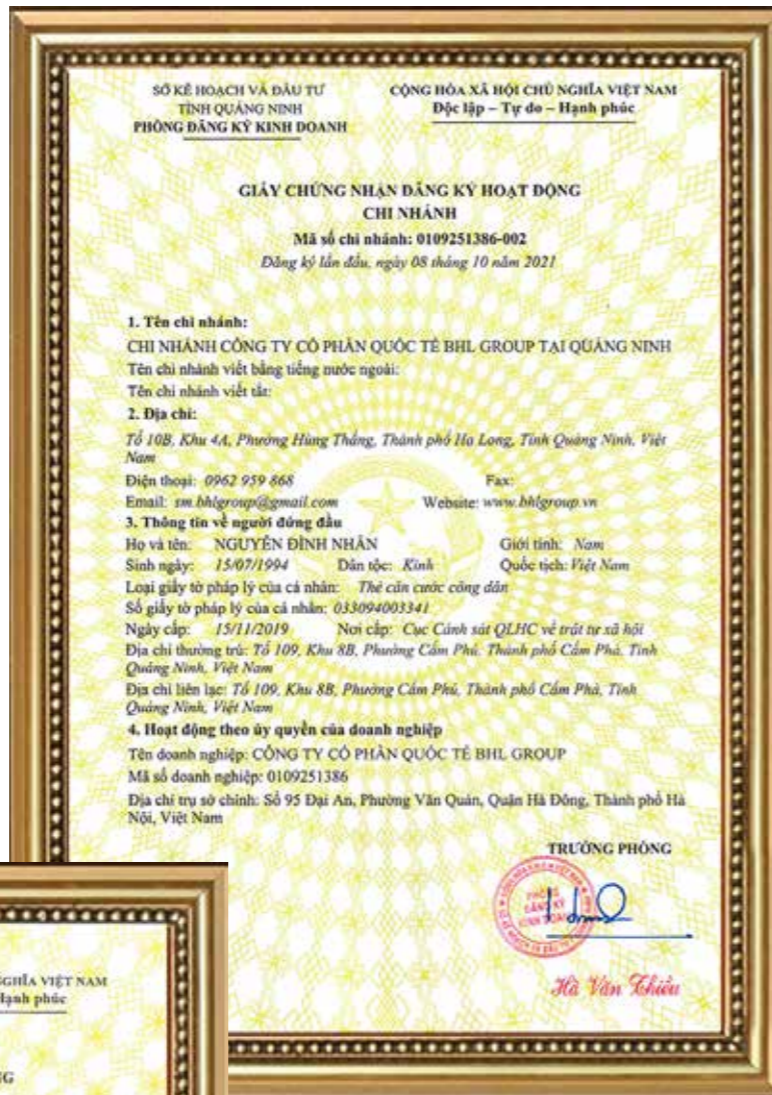 SỞ KẾ HOẠCH VÀ ĐẦU TƯ
TỈNH QUẢNG NINH
PHÒNG ĐĂNG KÝ KINH DOANH
CỘNG HÒA XÃ HỘI CHỦ NGHĨA VIỆT NAM
Độc lập – Tự do – Hạnh phúc
GIẤY CHỨNG NHẬN ĐĂNG KÝ HOẠT ĐỘNG
CHI NHÁNH
Mã số chi nhánh: 0109251386-002
Đăng ký lần đầu, ngày 08 tháng 10 năm 2021
1. Tên chi nhánh:
CHI NHÁNH CÔNG TY CỔ PHẦN QUỐC TẾ BHL GROUP TẠI QUẢNG NINH
Tên chi nhánh viết bằng tiếng nước ngoài:
Tên chi nhánh viết tắt:
2. Địa chỉ:
Tổ 10B, Khu 4A, Phường Hùng Thắng, Thành phố Hạ Long, Tỉnh Quảng Ninh, Việt
Nam
Điện thoại: 0962 959 868 Fax:
Email: sm.bhlgroup@gmail.com Website: www.bhlgroup.vn
3. Thông tin về người đứng đầu
Họ và tên: NGUYỄN ĐÌNH NHÂN Giới tính: Nam
Sinh ngày: 15/07/1994 Dân tộc: Kinh Quốc tịch: Việt Nam
Loại giấy tờ pháp lý của cá nhân: Thẻ căn cước công dân
Số giấy tờ pháp lý của cá nhân: 033094003341
Ngày cấp: 15/11/2019 Nơi cấp: Cục Cảnh sát QLHC về trật tự xã hội
Địa chỉ thường trú: Tổ 109, Khu 8B, Phường Cẩm Phú, Thành phố Cẩm Phả, Tỉnh
Quảng Ninh, Việt Nam
Địa chỉ liên lạc: Tổ 109, Khu 8B, Phường Cẩm Phú, Thành phố Cẩm Phả, Tỉnh
Quảng Ninh, Việt Nam
4. Hoạt động theo ủy quyền của doanh nghiệp
Tên doanh nghiệp: CÔNG TY CỔ PHẦN QUỐC TẾ BHL GROUP
Mã số doanh nghiệp: 0109251386
Địa chỉ trụ sở chính: Số 95 Đại An, Phường Văn Quán, Quận Hà Đông, Thành phố Hà
Nội, Việt Nam
TRƯỞNG PHÒNG
PHÒNG
ĐĂNG KÝ
KINH DOANH
Hà Văn Thiều
NGHĨA VIỆT NAM
Hạnh phúc
NG